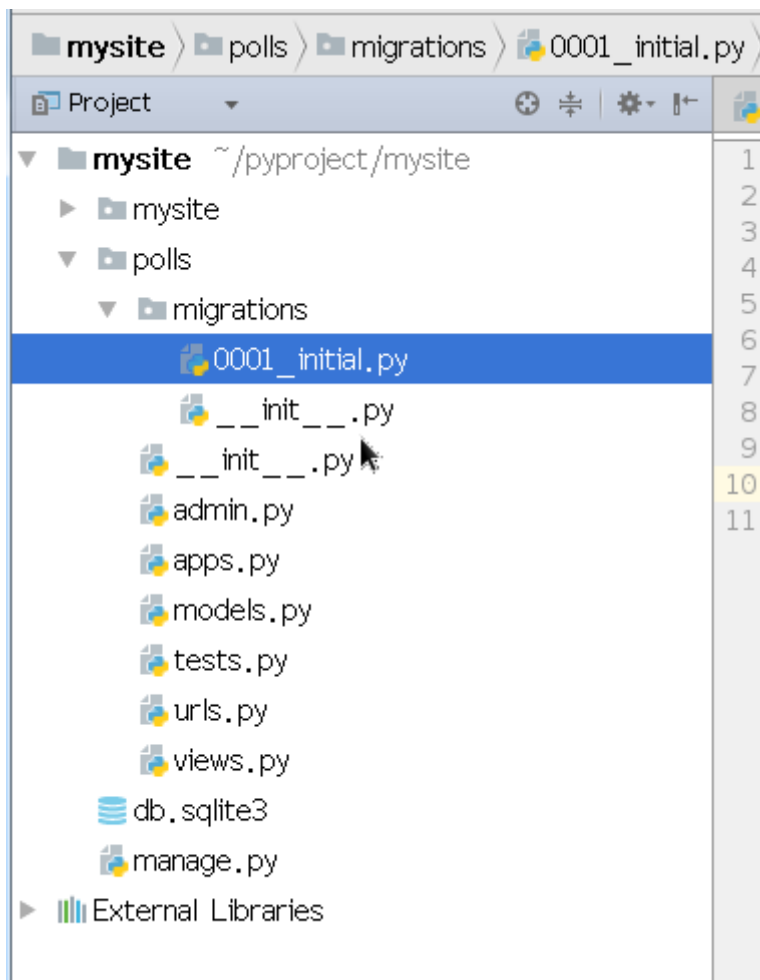 mysite polls migrations 0001_initial.py
Project
mysite ~/pyproject/mysite
mysite
polls
migrations
0001_initial.py
__init__.py
__init__.py
admin.py
apps.py
models.py
tests.py
urls.py
views.py
db.sqlite3
manage.py
External Libraries
1
2
3
4
5
6
7
8
9
10
11